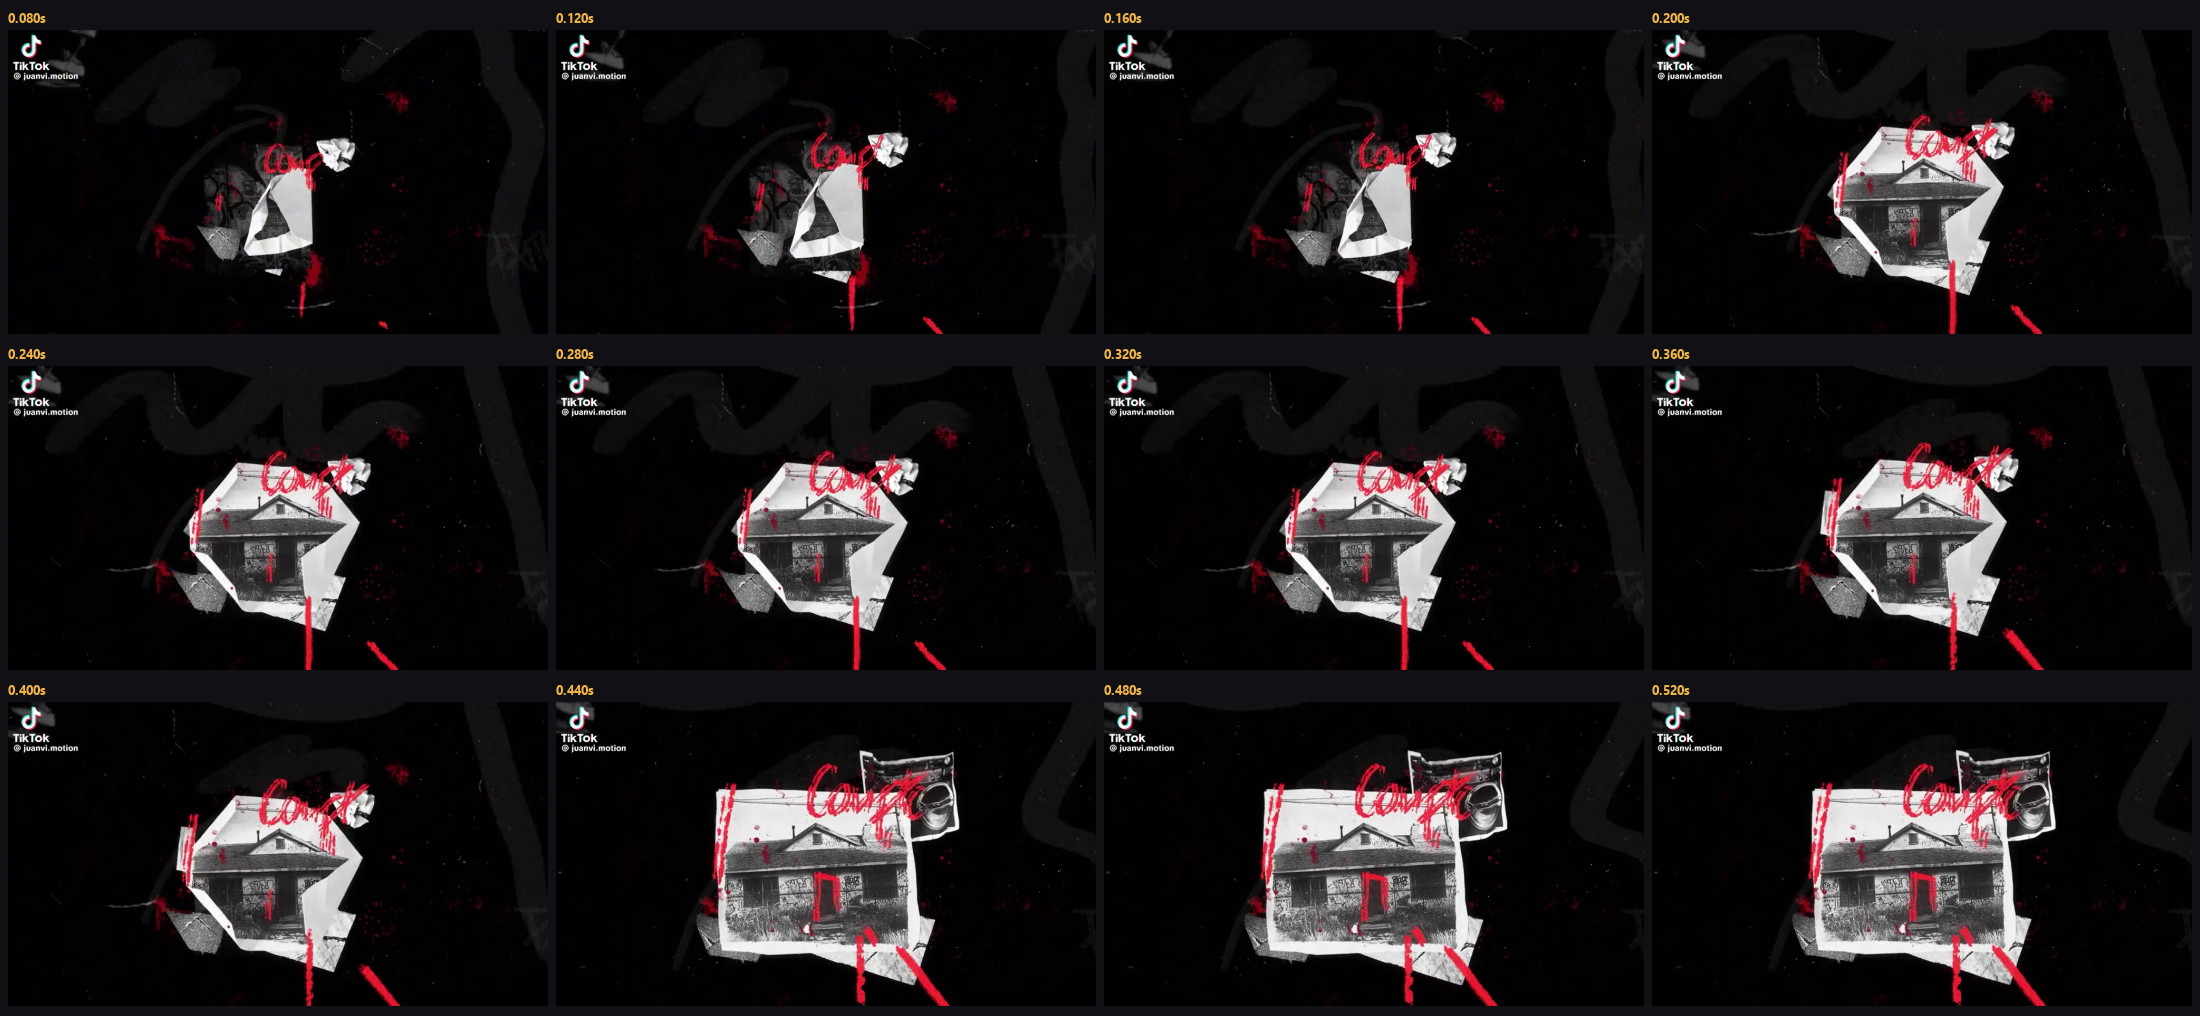 0.080s
TikTok
@ juanvi.motion
0.120s
TikTok
@ juanvi.motion
0.160s
TikTok
@ juanvi.motion
0.200s
TikTok
@ juanvi.motion
0.240s
TikTok
@ juanvi.motion
0.280s
TikTok
@ juanvi.motion
0.320s
TikTok
@ juanvi.motion
0.360s
TikTok
@ juanvi.motion
0.400s
TikTok
@ juanvi.motion
0.440s
TikTok
@ juanvi.motion
0.480s
TikTok
@ juanvi.motion
0.520s
TikTok
@ juanvi.motion